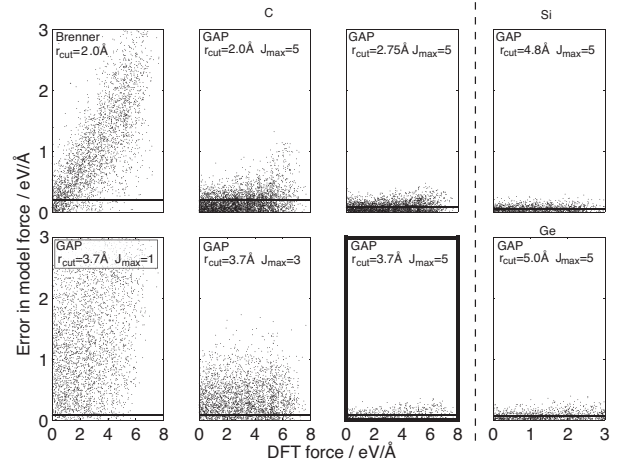 C
Si
Brenner
r_cut=2.0Å
GAP
r_cut=2.0Å J_max=5
GAP
r_cut=2.75Å J_max=5
GAP
r_cut=4.8Å J_max=5
3
2
1
0
Ge
GAP
r_cut=3.7Å J_max=1
GAP
r_cut=3.7Å J_max=3
GAP
r_cut=3.7Å J_max=5
GAP
r_cut=5.0Å J_max=5
3
2
1
0
Error in model force / eV/Å
0 2 4 6 8
0 2 4 6 8
0 2 4 6 8
0 1 2 3
DFT force / eV/Å